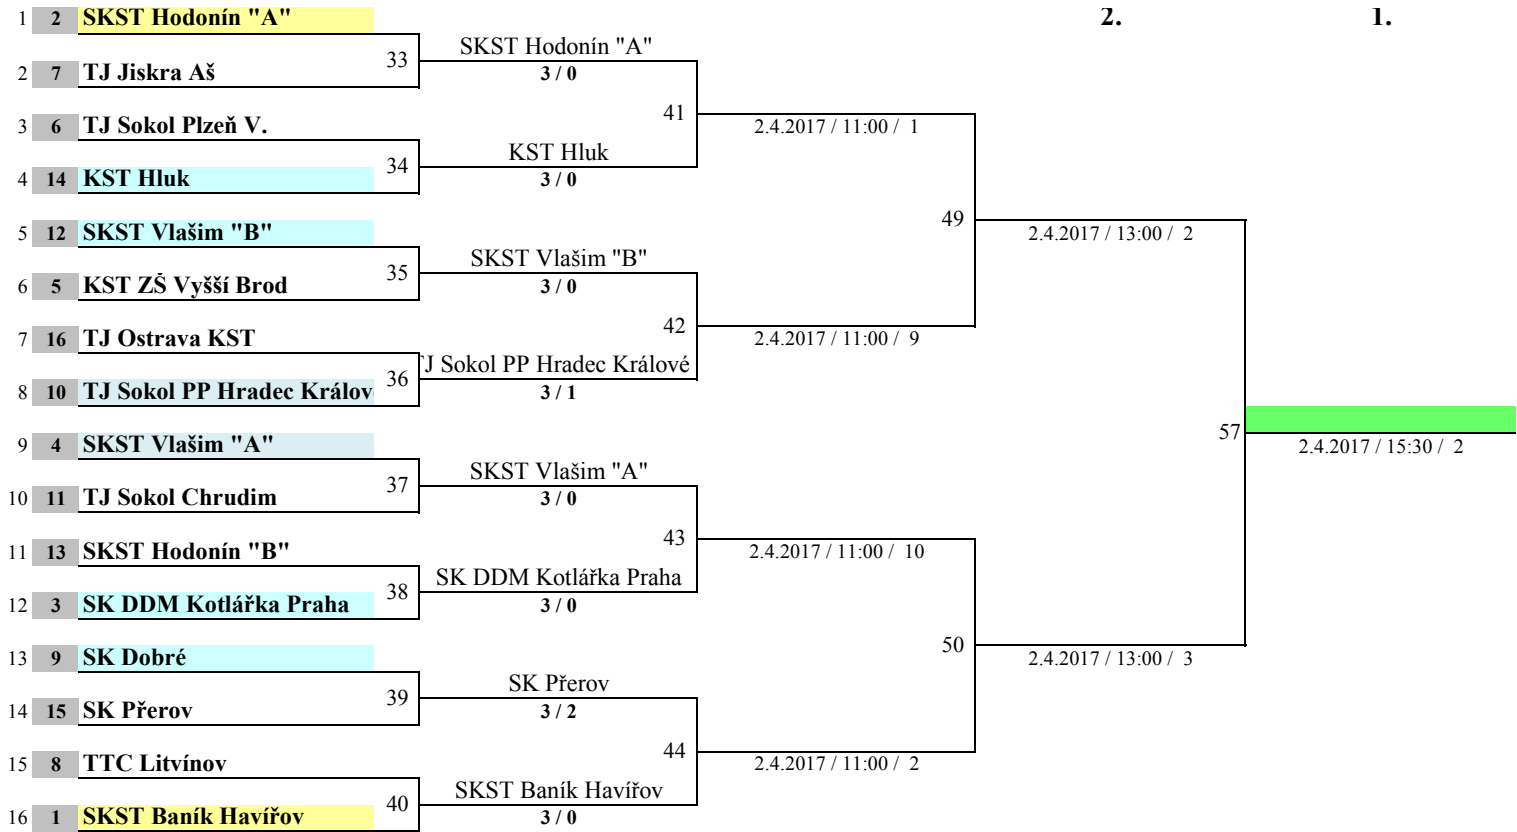 1 2 SKST Hodonín "A" 2. 1.
SKST Hodonín "A"
33
3 / 0
2 7 TJ Jiskra Aš
41
2.4.2017 / 11:00 / 1
3 6 TJ Sokol Plzeň V.
KST Hluk
34
3 / 0
4 14 KST Hluk
49
2.4.2017 / 13:00 / 2
5 12 SKST Vlašim "B"
SKST Vlašim "B"
35
3 / 0
6 5 KST ZŠ Vyšší Brod
42
2.4.2017 / 11:00 / 9
7 16 TJ Ostrava KST
TJ Sokol PP Hradec Králové
36
3 / 1
8 10 TJ Sokol PP Hradec Králov
57
2.4.2017 / 15:30 / 2
9 4 SKST Vlašim "A"
SKST Vlašim "A"
37
3 / 0
10 11 TJ Sokol Chrudim
43
2.4.2017 / 11:00 / 10
11 13 SKST Hodonín "B"
SK DDM Kotlářka Praha
38
3 / 0
12 3 SK DDM Kotlářka Praha
50
2.4.2017 / 13:00 / 3
13 9 SK Dobré
SK Přerov
39
3 / 2
14 15 SK Přerov
44
2.4.2017 / 11:00 / 2
15 8 TTC Litvínov
SKST Baník Havířov
40
3 / 0
16 1 SKST Baník Havířov